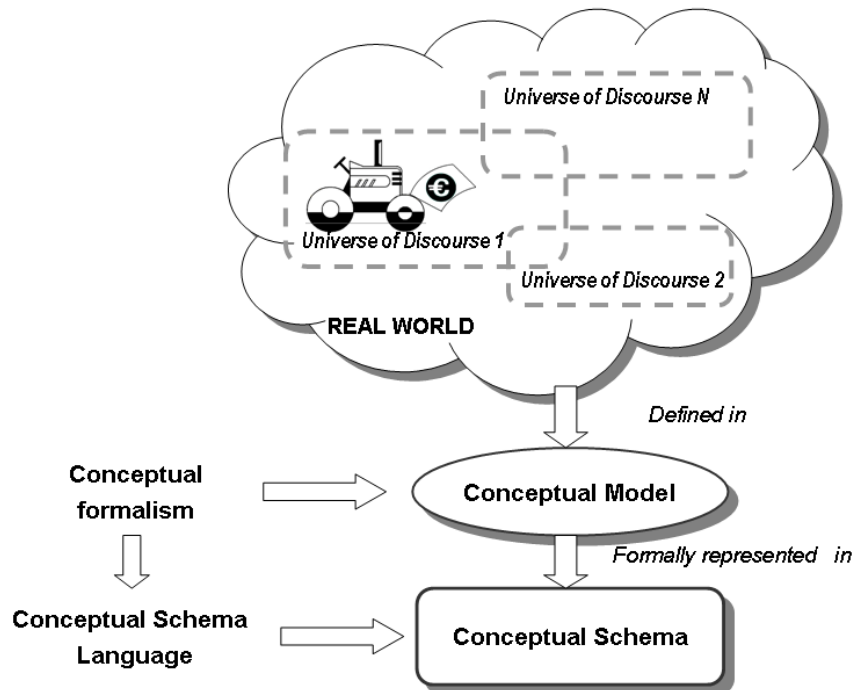 Universe of Discourse N
€
Universe of Discourse 1
Universe of Discourse 2
REAL WORLD
Defined in
Conceptual
formalism
Conceptual Model
Formally represented in
Conceptual Schema
Language
Conceptual Schema